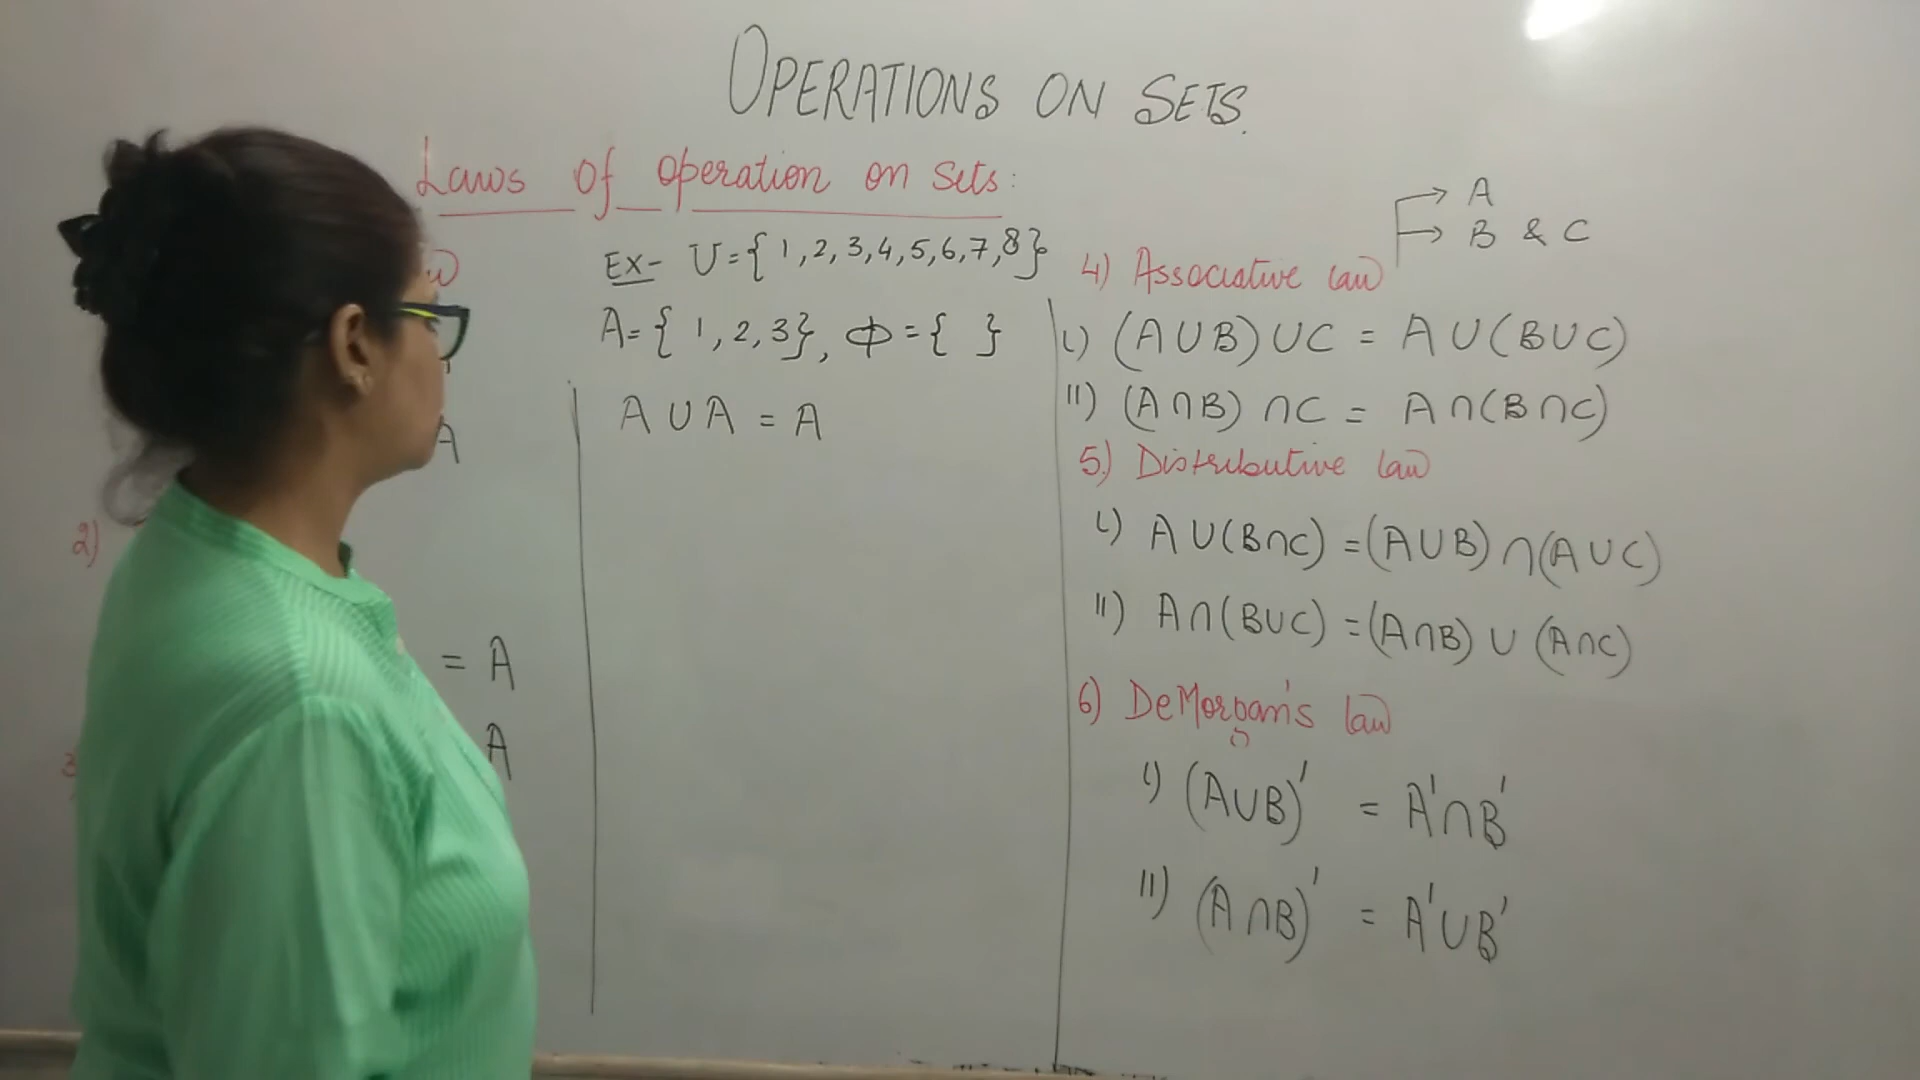 OPERATIONS ON SETS.
Laws Of Operation on Sets:
Ex- U={ 1,2,3,4,5,6,7,8}
A={ 1,2,3}, Φ={ }
A
A∪A = A
2)
= A
A
A
B & C
4) Associative law
i) (A∪B)∪C = A∪(B∪C)
II) (A∩B)∩C = A∩(B∩C)
5) Distributive law
i) A∪(B∩C) =(A∪B)∩(A∪C)
II) A∩(B∪C) =(A∩B) ∪ (A∩C)
6) DeMorgan's law
i) (A∪B)' = A'∩B'
II) (A∩B)' = A'∪B'